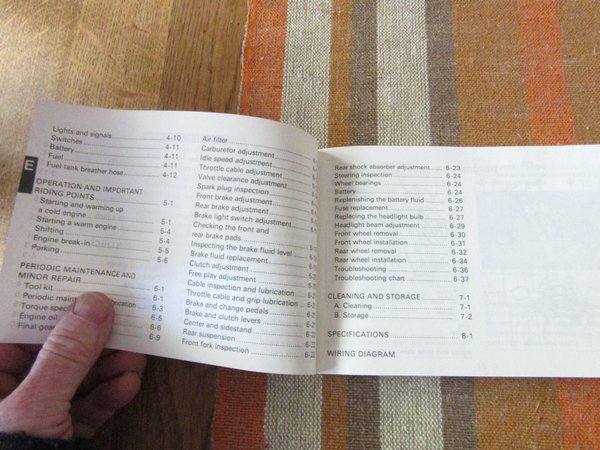 Lights and signals 4-10
Switches 4-11
Battery 4-11
Fuel 4-11
Fuel tank breather hose 4-12
E
OPERATION AND IMPORTANT
RIDING POINTS
Starting and warming up
a cold engine 5-1
Starting a warm engine 5-1
Shifting 5-4
Engine break-in 5-4
Parking 5-5
5-6
PERIODIC MAINTENANCE AND
MINOR REPAIR
Tool kit 6-1
Periodic lubrication 6-1
Torque 6-3
Engine oil 6-5
Final gear 6-6
6-9
Air filter
Carburetor adjustment
Idle speed adjustment
Throttle cable adjustment
Valve clearance adjustment
Spark plug inspection
Front brake adjustment
Rear brake adjustment
Brake light switch adjustment
Checking the front and
rear brake pads
Inspecting the brake fluid level
Brake fluid replacement
Clutch adjustment
Free play adjustment
Cable inspection and lubrication
Throttle cable and grip lubrication
Brake and change pedals
Brake and clutch levers
Center and sidestand
Rear suspension
Front fork inspection
Rear shock absorber adjustment 6-23
Steering inspection 6-24
Wheel bearings 6-24
Battery 6-24
Replenishing the battery fluid 6-26
Fuse replacement 6-27
Replacing the headlight bulb 6-27
Headlight beam adjustment 6-29
Front wheel removal 6-30
Front wheel installation 6-31
Rear wheel removal 6-32
Rear wheel installation 6-34
Troubleshooting 6-36
Troubleshooting chart 6-37
CLEANING AND STORAGE 7-1
A. Cleaning 7-1
B. Storage 7-2
SPECIFICATIONS 8-1
WIRING DIAGRAM